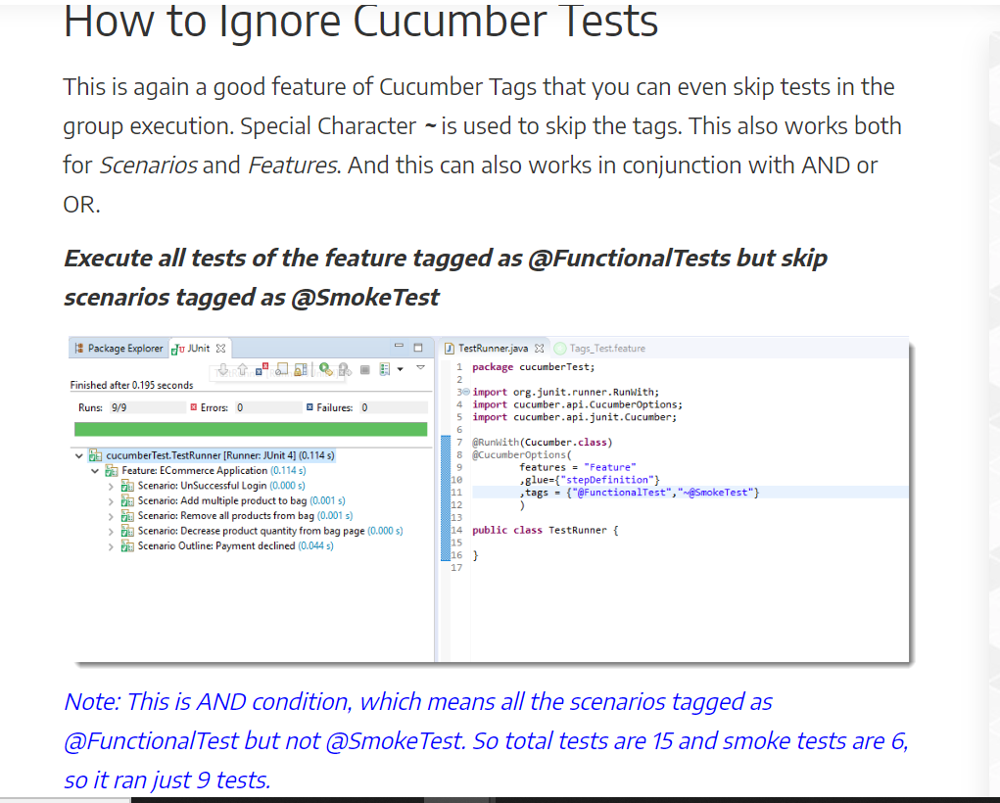 How to Ignore Cucumber Tests
This is again a good feature of Cucumber Tags that you can even skip tests in the
group execution. Special Character ~ is used to skip the tags. This also works both
for Scenarios and Features. And this can also works in conjunction with AND or
OR.
Execute all tests of the feature tagged as @FunctionalTests but skip
scenarios tagged as @SmokeTest
Package Explorer JUnit
Finished after 0.195 seconds
Runs: 9/9 Errors: 0 Failures: 0
cucumberTest.TestRunner [Runner: JUnit 4] (0.114 s)
Feature: ECommerce Application (0.114 s)
Scenario: UnSuccessful Login (0.000 s)
Scenario: Add multiple product to bag (0.001 s)
Scenario: Remove all products from bag (0.001 s)
Scenario: Decrease product quantity from bag page (0.000 s)
Scenario Outline: Payment declined (0.044 s)
TestRunner.java Tags_Test.feature
1 package cucumberTest;
2
3 import org.junit.runner.RunWith;
4 import cucumber.api.CucumberOptions;
5 import cucumber.api.junit.Cucumber;
6
7 @RunWith(Cucumber.class)
8 @CucumberOptions(
9 features = "Feature"
10 ,glue={"stepDefinition"}
11 ,tags = {"@FunctionalTest","~@SmokeTest"}
12 )
13
14 public class TestRunner {
15
16 }
17
Note: This is AND condition, which means all the scenarios tagged as
@FunctionalTest but not @SmokeTest. So total tests are 15 and smoke tests are 6,
so it ran just 9 tests.